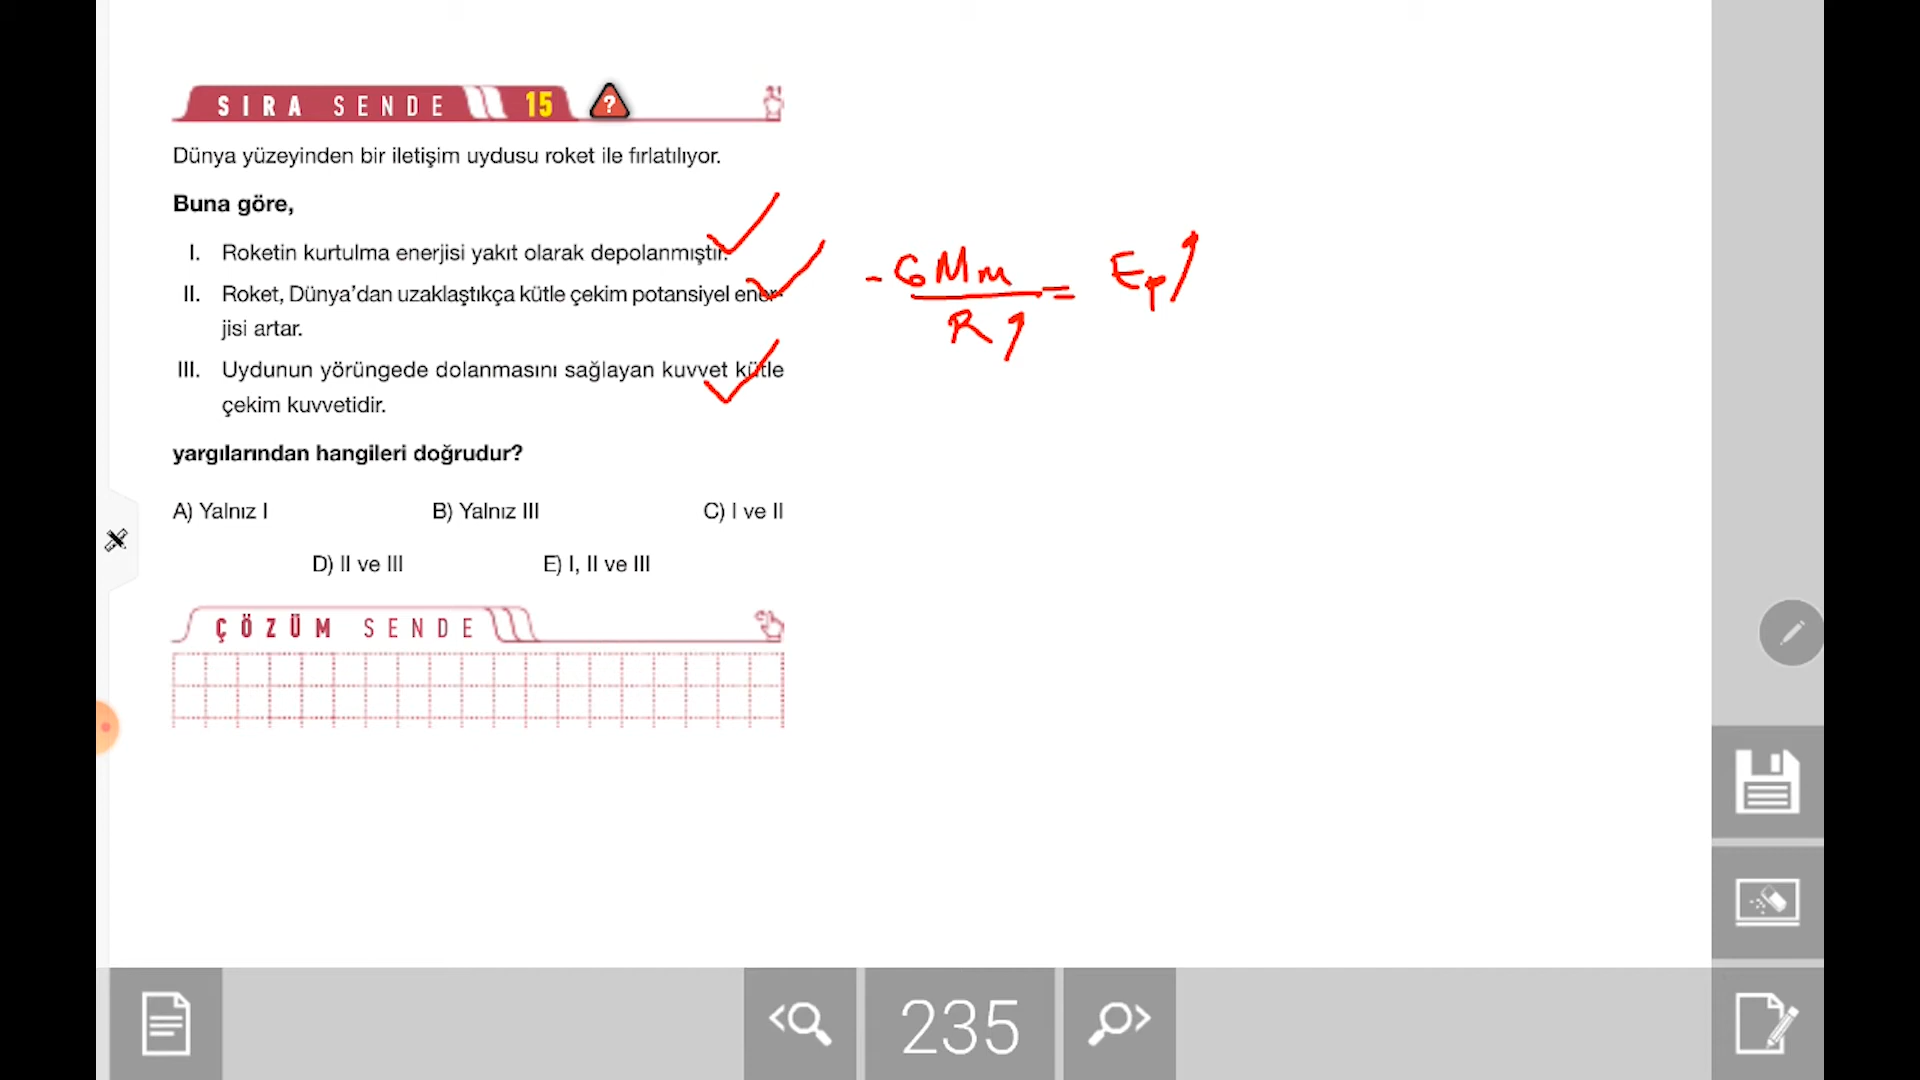 SIRA SENDE 15 ?
Dünya yüzeyinden bir iletişim uydusu roket ile fırlatılıyor.
Buna göre,
I. Roketin kurtulma enerjisi yakıt olarak depolanmıştır.
II. Roket, Dünya'dan uzaklaştıkça kütle çekim potansiyel ener-
jisi artar.
III. Uydunun yörüngede dolanmasını sağlayan kuvvet kütle
çekim kuvvetidir.
yargılarından hangileri doğrudur?
A) Yalnız I B) Yalnız III C) I ve II
D) II ve III E) I, II ve III
ÇÖZÜM SENDE
- GMm = Ep
R
235